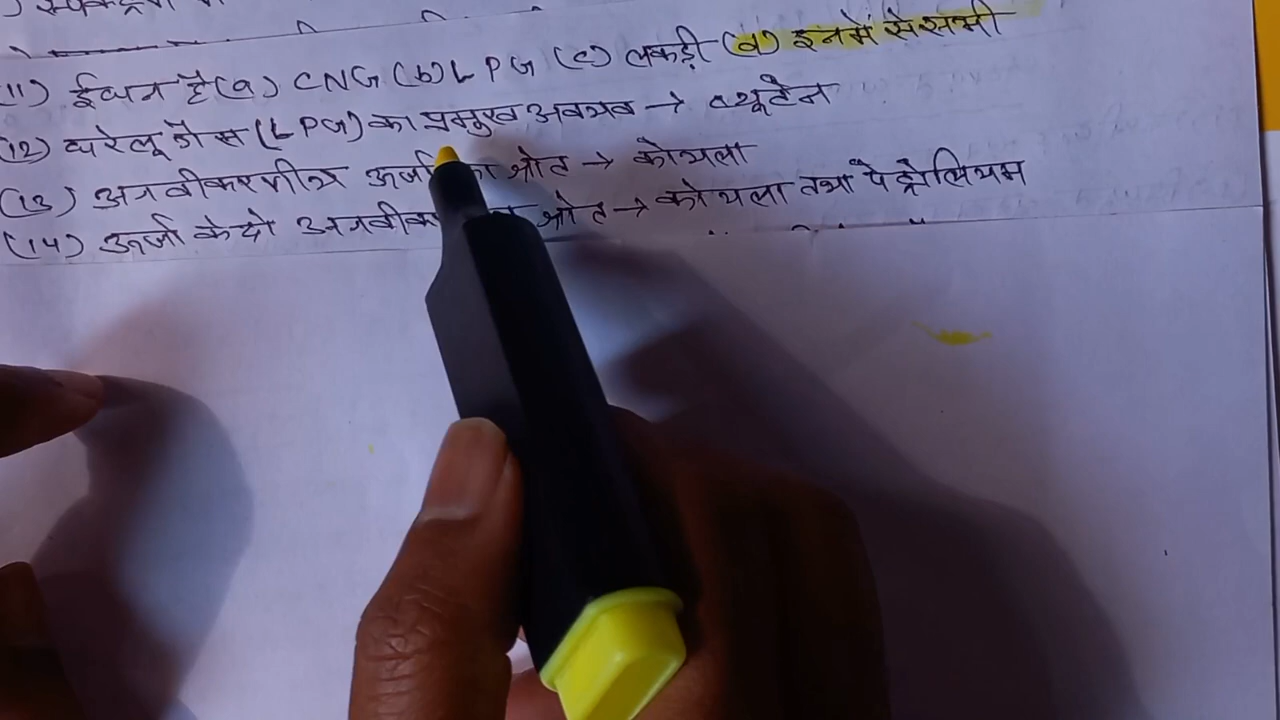 (11) ईंधन है (a) CNG (b) LPG (c) लकड़ी (d) इनमें से सभी
(12) घरेलू गैस (LPG) का प्रमुख अवयव → ब्यूटेन
(13) अनवीकरणीय ऊर्जा का श्रोत → कोयला
(14) ऊर्जा के दो श्रोत → कोयला तथा पेट्रोलियम